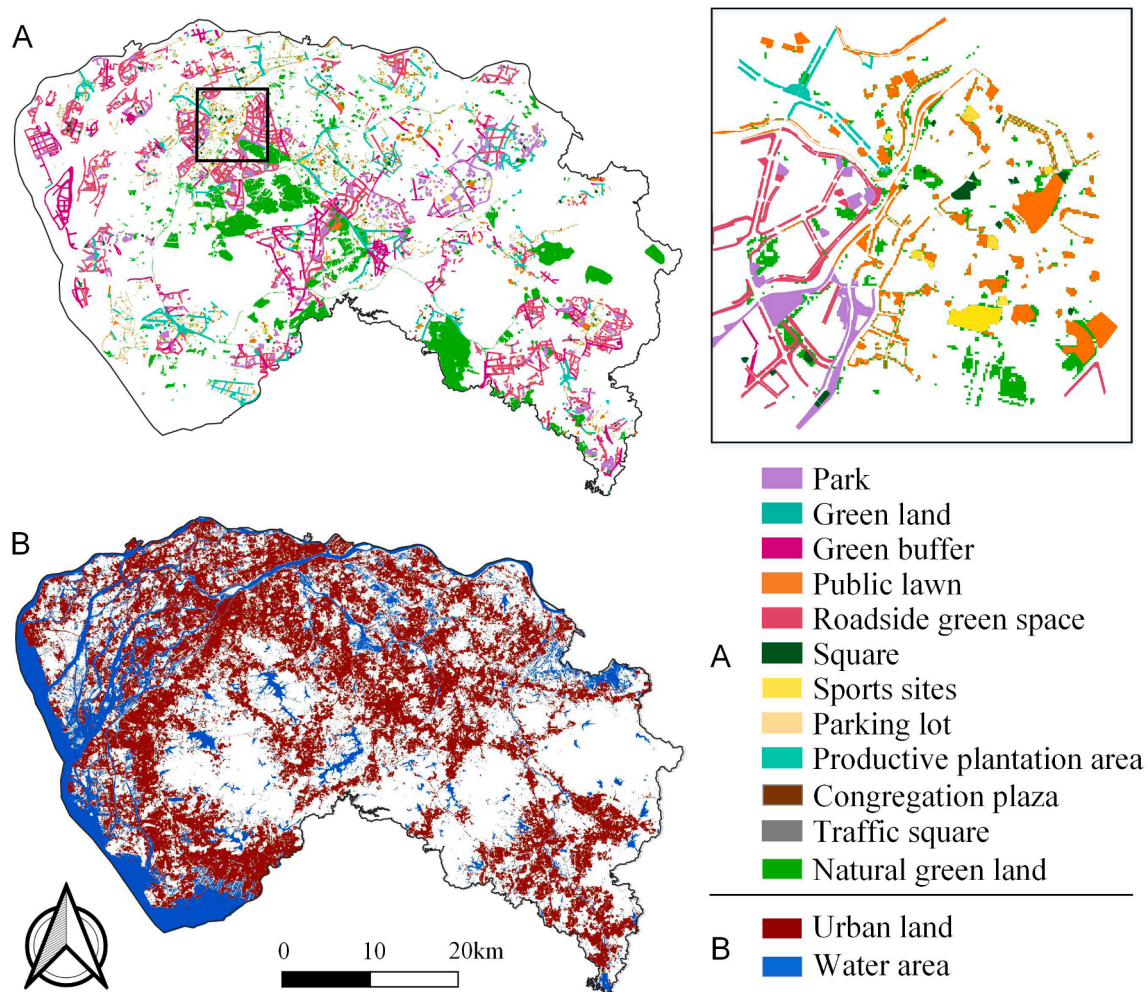 A
Park
Green land
Green buffer
Public lawn
Roadside green space
Square
A
Sports sites
Parking lot
Productive plantation area
Congregation plaza
Traffic square
Natural green land
B
0 10 20km
Urban land
B
Water area